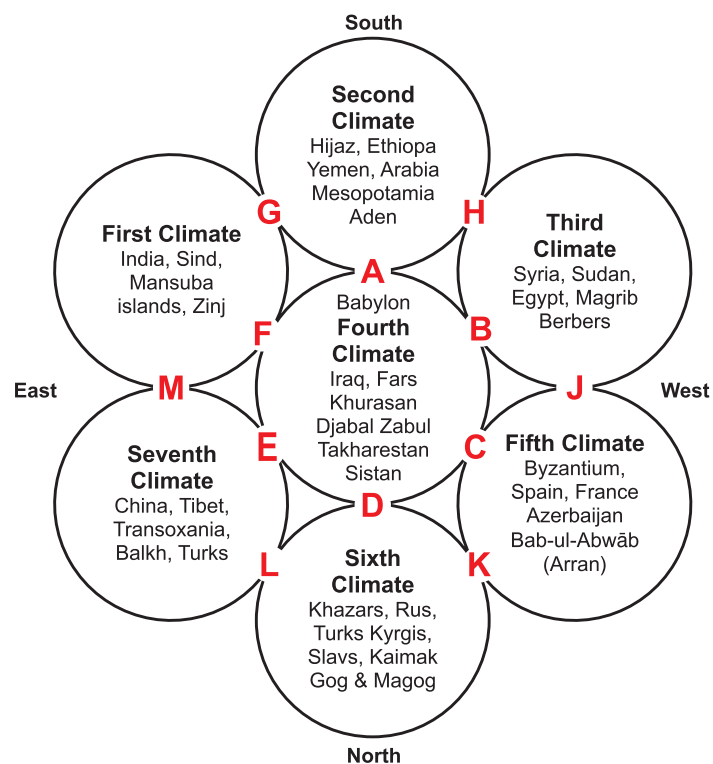 South
Second
Climate
Hijaz, Ethiopa
Yemen, Arabia
Mesopotamia
Aden
G
H
First Climate
India, Sind,
Mansuba
islands, Zinj
Third
Climate
Syria, Sudan,
Egypt, Magrib
Berbers
A
Babylon
Fourth
Climate
Iraq, Fars
Khurasan
Djabal Zabul
Takharestan
Sistan
F
B
East
M
J
West
E
C
Seventh
Climate
China, Tibet,
Transoxania,
Balkh, Turks
Fifth Climate
Byzantium,
Spain, France
Azerbaijan
Bab-ul-Abwāb
(Arran)
D
L
K
Sixth
Climate
Khazars, Rus,
Turks Kyrgis,
Slavs, Kaimak
Gog & Magog
North